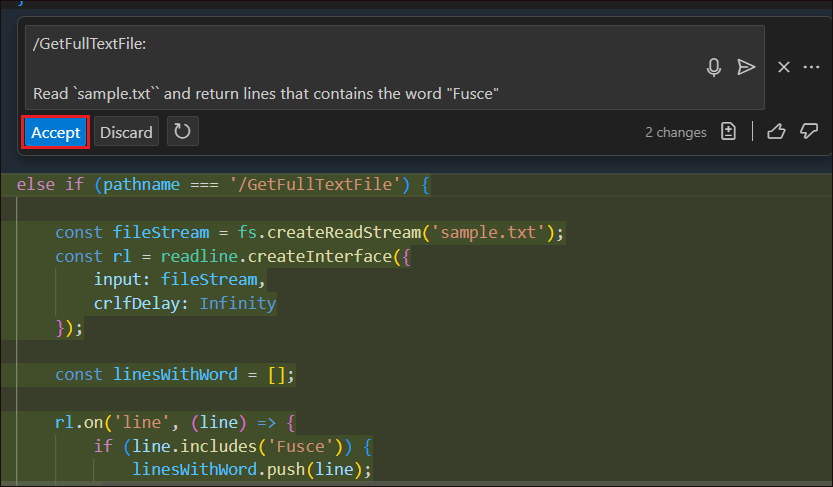 }
/GetFullTextFile:
Read `sample.txt`` and return lines that contains the word "Fusce"
Accept Discard 2 changes
else if (pathname === '/GetFullTextFile') {
const fileStream = fs.createReadStream('sample.txt');
const rl = readline.createInterface({
input: fileStream,
crlfDelay: Infinity
});
const linesWithWord = [];
rl.on('line', (line) => {
if (line.includes('Fusce')) {
linesWithWord.push(line);